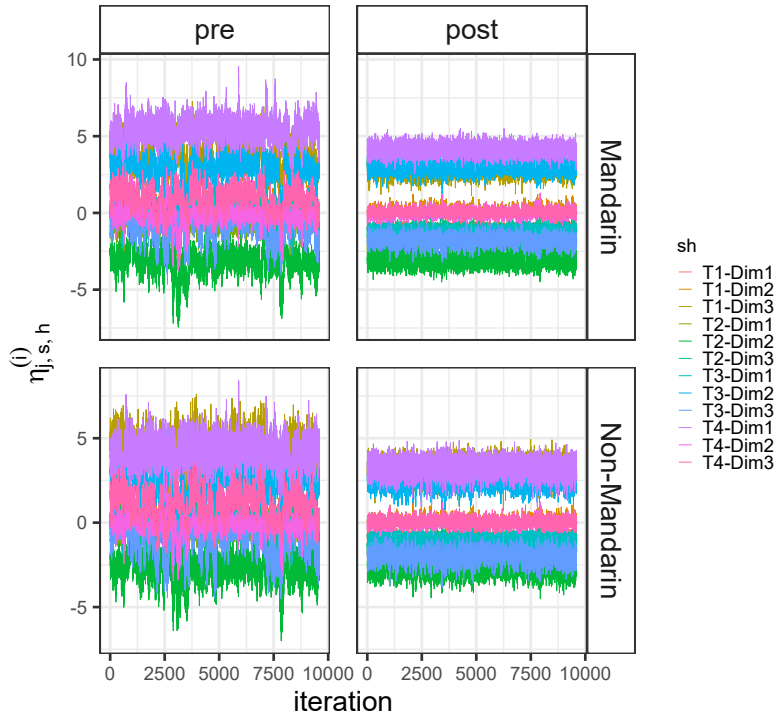 pre
post
10
5
0
-5
Mandarin
5
0
-5
Non-Mandarin
η(i)j, s, h
0
2500
5000
7500
10000
0
2500
5000
7500
10000
iteration
sh
T1-Dim1
T1-Dim2
T1-Dim3
T2-Dim1
T2-Dim2
T2-Dim3
T3-Dim1
T3-Dim2
T3-Dim3
T4-Dim1
T4-Dim2
T4-Dim3